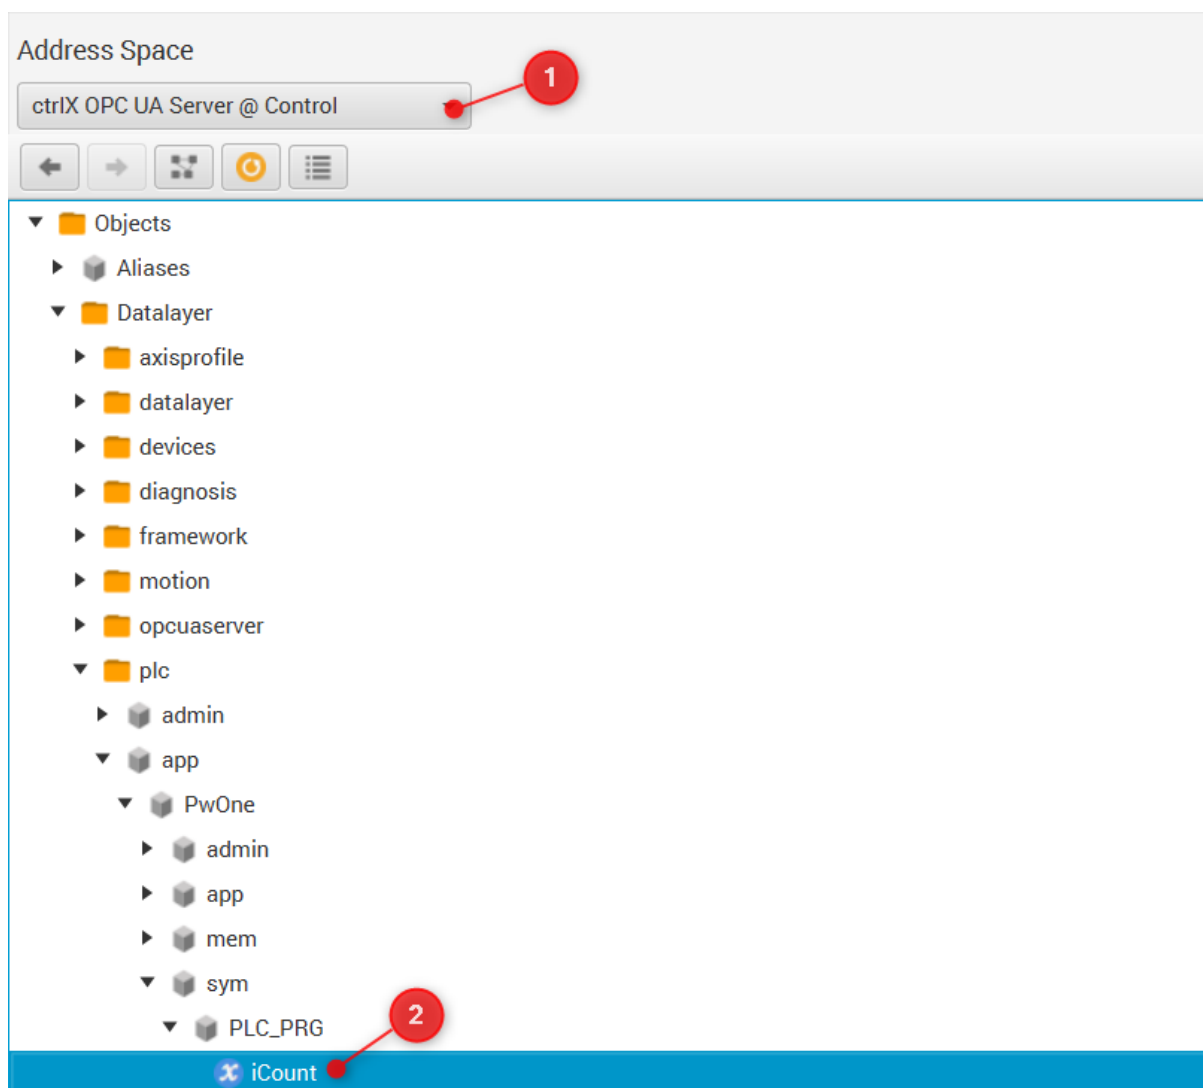 Address Space
1
ctrlX OPC UA Server @ Control
Objects
Aliases
Datalayer
axisprofile
datalayer
devices
diagnosis
framework
motion
opcuaserver
plc
admin
app
PwOne
admin
app
mem
sym
2
PLC_PRG
iCount